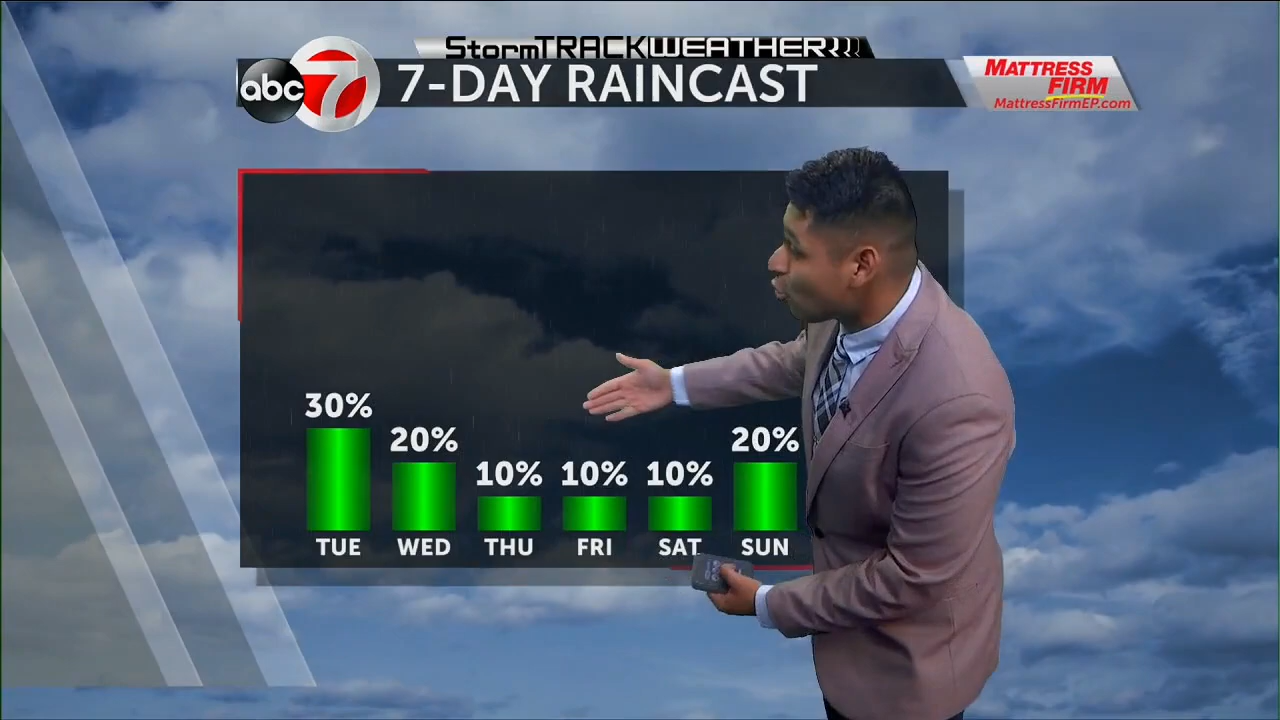 StormTRACKWEATHER
abc 7
7-DAY RAINCAST
MATTRESS
FIRM
MattressFirmEP.com
30%
20%
10%
10%
10%
20%
TUE
WED
THU
FRI
SAT
SUN